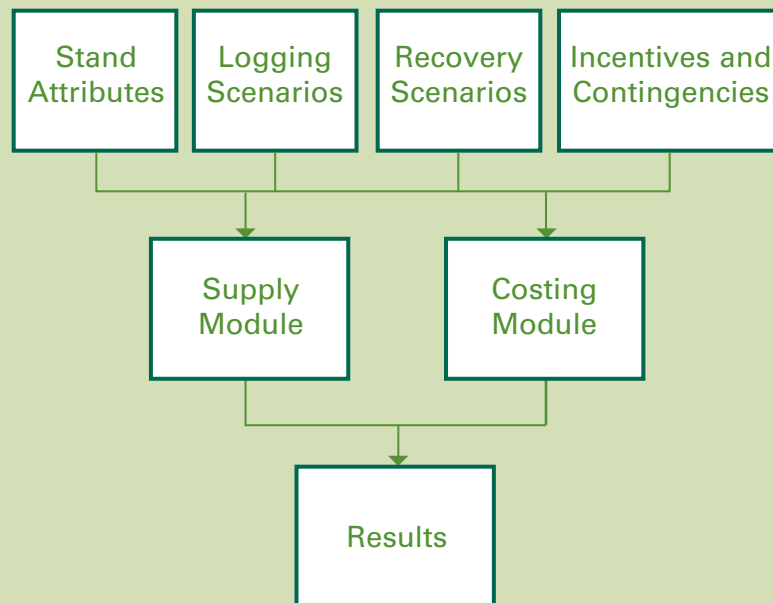 Stand
Attributes
Logging
Scenarios
Recovery
Scenarios
Incentives and
Contingencies
Supply
Module
Costing
Module
Results